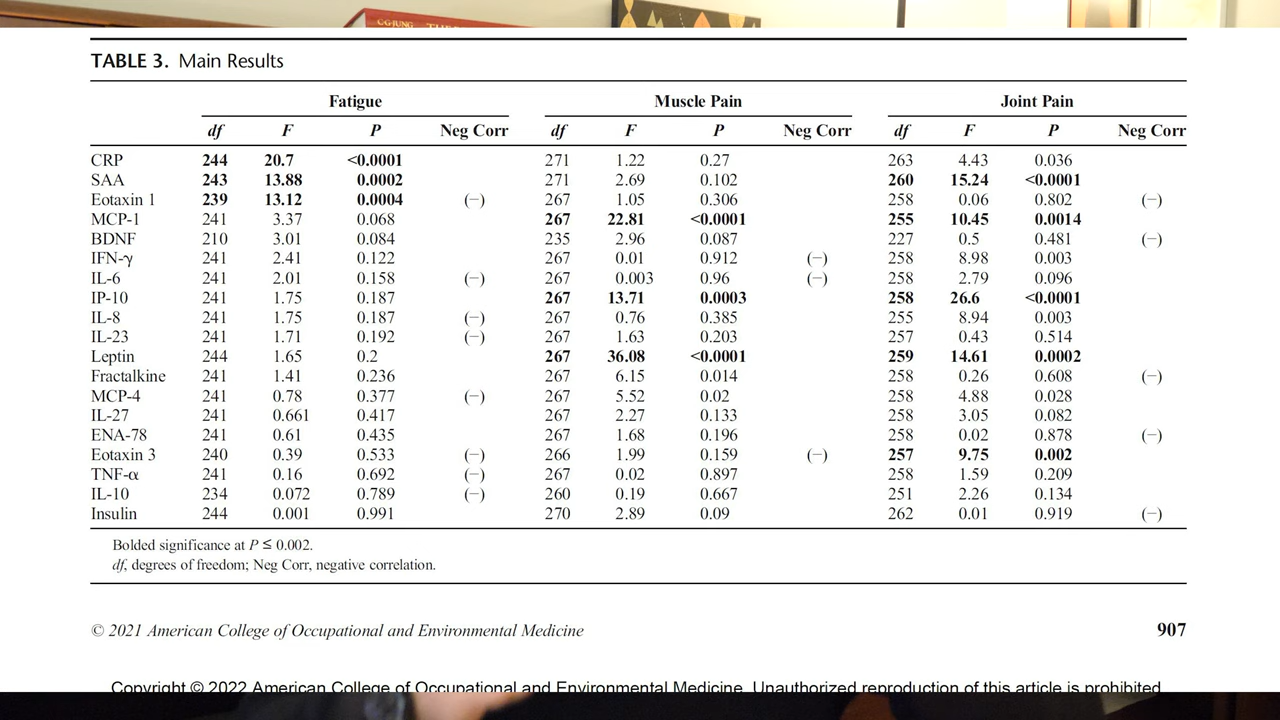 C·G·JUNG THE
TABLE 3. Main Results
Fatigue Muscle Pain Joint Pain
df F P Neg Corr df F P Neg Corr df F P Neg Corr
CRP 244 20.7 <0.0001 271 1.22 0.27 263 4.43 0.036
SAA 243 13.88 0.0002 271 2.69 0.102 260 15.24 <0.0001
Eotaxin 1 239 13.12 0.0004 (−) 267 1.05 0.306 258 0.06 0.802 (−)
MCP-1 241 3.37 0.068 267 22.81 <0.0001 255 10.45 0.0014
BDNF 210 3.01 0.084 235 2.96 0.087 227 0.5 0.481 (−)
IFN-γ 241 2.41 0.122 267 0.01 0.912 (−) 258 8.98 0.003
IL-6 241 2.01 0.158 (−) 267 0.003 0.96 (−) 258 2.79 0.096
IP-10 241 1.75 0.187 267 13.71 0.0003 258 26.6 <0.0001
IL-8 241 1.75 0.187 (−) 267 0.76 0.385 255 8.94 0.003
IL-23 241 1.71 0.192 (−) 267 1.63 0.203 257 0.43 0.514
Leptin 244 1.65 0.2 267 36.08 <0.0001 259 14.61 0.0002
Fractalkine 241 1.41 0.236 267 6.15 0.014 258 0.26 0.608 (−)
MCP-4 241 0.78 0.377 (−) 267 5.52 0.02 258 4.88 0.028
IL-27 241 0.661 0.417 267 2.27 0.133 258 3.05 0.082
ENA-78 241 0.61 0.435 267 1.68 0.196 258 0.02 0.878 (−)
Eotaxin 3 240 0.39 0.533 (−) 266 1.99 0.159 (−) 257 9.75 0.002
TNF-α 241 0.16 0.692 (−) 267 0.02 0.897 258 1.59 0.209
IL-10 234 0.072 0.789 (−) 260 0.19 0.667 251 2.26 0.134
Insulin 244 0.001 0.991 270 2.89 0.09 262 0.01 0.919 (−)
Bolded significance at P ≤ 0.002.
df, degrees of freedom; Neg Corr, negative correlation.
© 2021 American College of Occupational and Environmental Medicine 907
Copyright © 2022 American College of Occupational and Environmental Medicine. Unauthorized reproduction of this article is prohibited